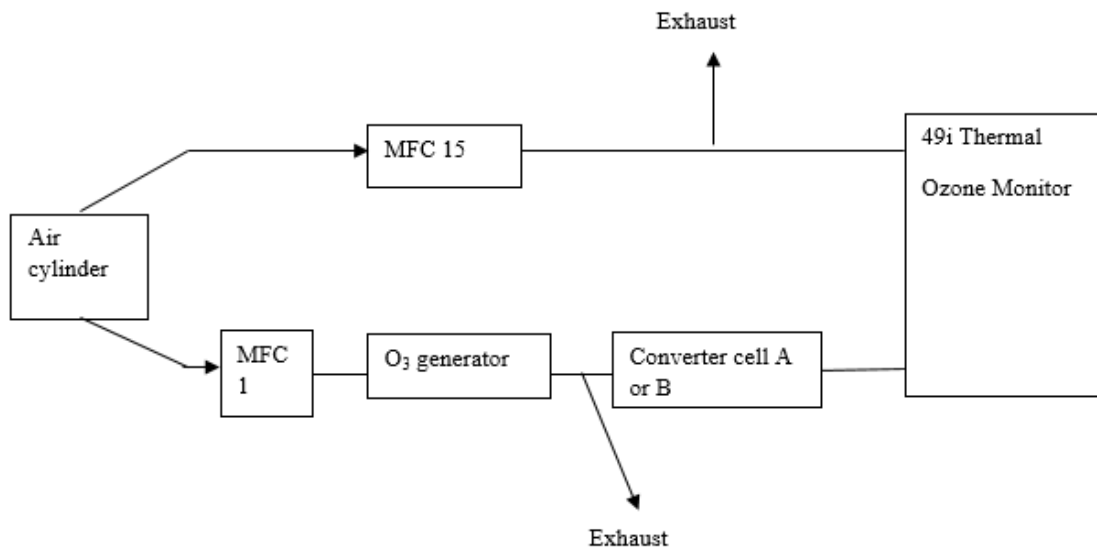 Exhaust
MFC 15
49i Thermal
Ozone Monitor
Air
cylinder
MFC
1
O₃ generator
Converter cell A
or B
Exhaust